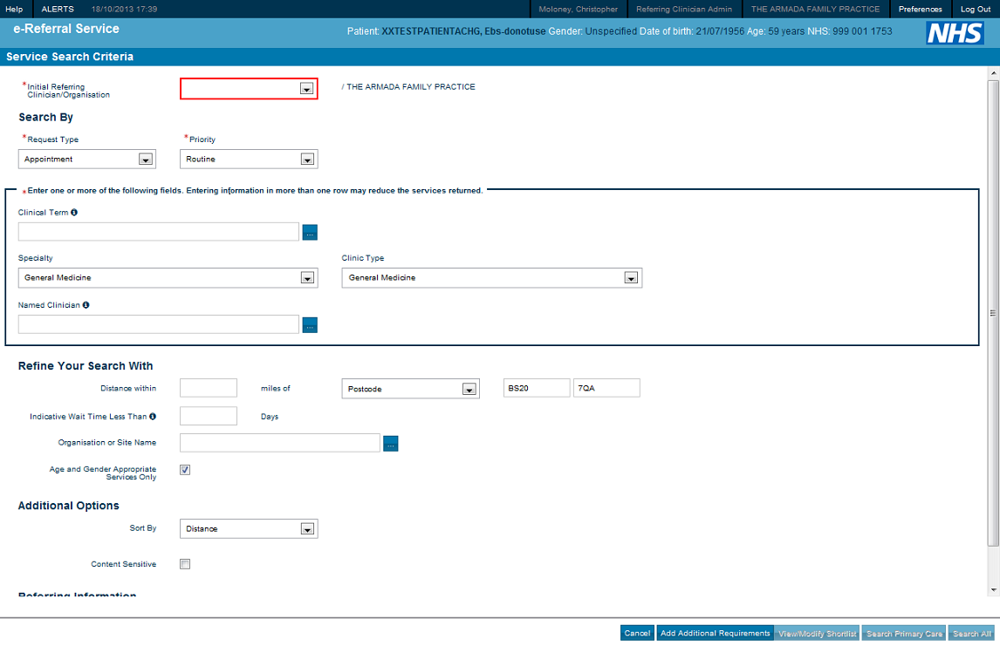 Help ALERTS 18/10/2013 17:39 Moloney, Christopher Referring Clinician Admin THE ARMADA FAMILY PRACTICE Preferences Log Out
e-Referral Service
Patient: XXTESTPATIENTACHG, Ebs-donotuse Gender: Unspecified Date of birth: 21/07/1956 Age: 59 years NHS: 999 001 1753
NHS
Service Search Criteria
*Initial Referring
Clinician/Organisation
/ THE ARMADA FAMILY PRACTICE
Search By
*Request Type *Priority
Appointment Routine
*Enter one or more of the following fields. Entering information in more than one row may reduce the services returned.
Clinical Term
...
Specialty Clinic Type
General Medicine General Medicine
Named Clinician
...
Refine Your Search With
Distance within miles of Postcode BS20 7QA
Indicative Wait Time Less Than Days
Organisation or Site Name ...
Age and Gender Appropriate
Services Only
Additional Options
Sort By Distance
Content Sensitive
Referring Information
Cancel Add Additional Requirements View/Modify Shortlist Search Primary Care Search All